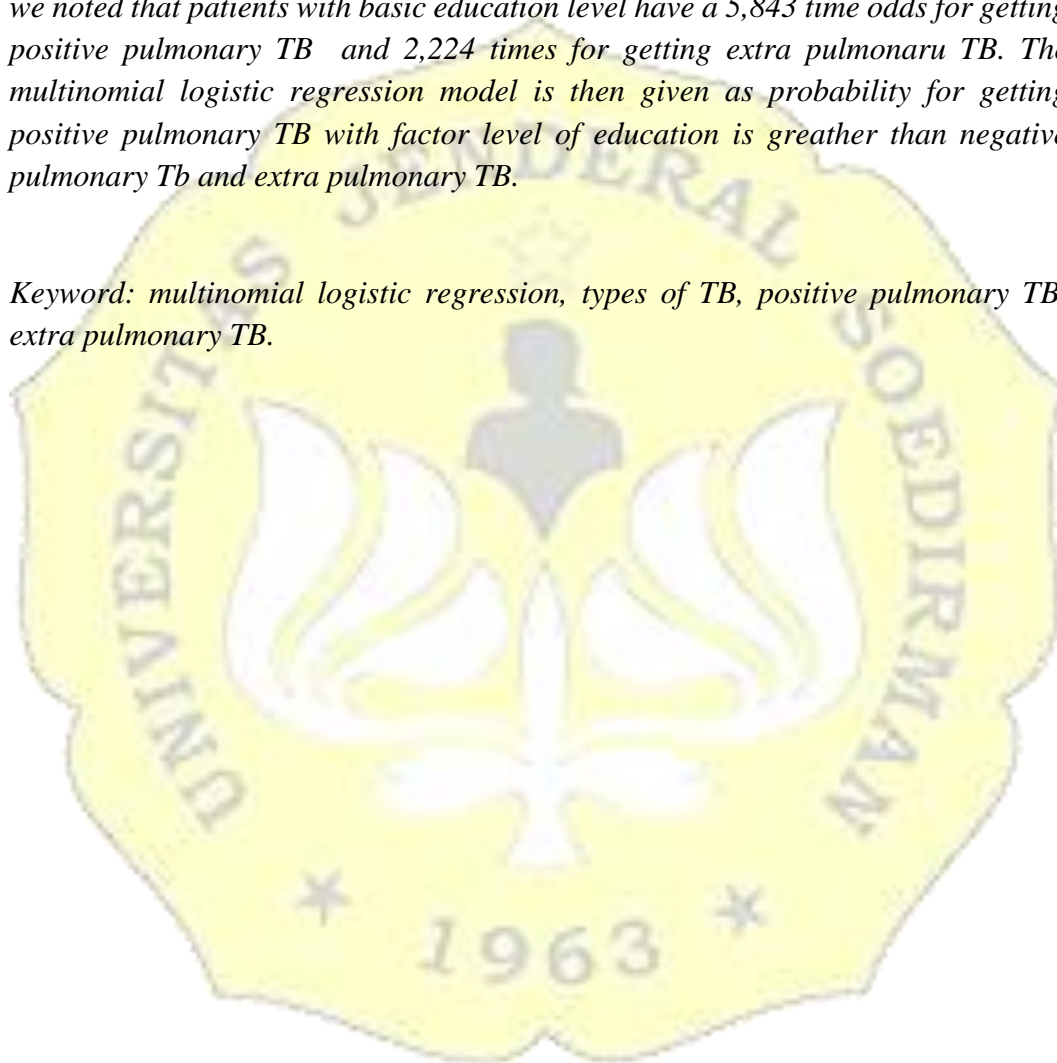 we noted that patients with basic education level have a 5,843 time odds for getting
positive pulmonary TB and 2,224 times for getting extra pulmonaru TB. The
multinomial logistic regression model is then given as probability for getting
positive pulmonary TB with factor level of education is greather than negative
pulmonary Tb and extra pulmonary TB.
Keyword: multinomial logistic regression, types of TB, positive pulmonary TB
extra pulmonary TB.
UNIVERSITAS JENDERAL SOEDIRMAN
1963